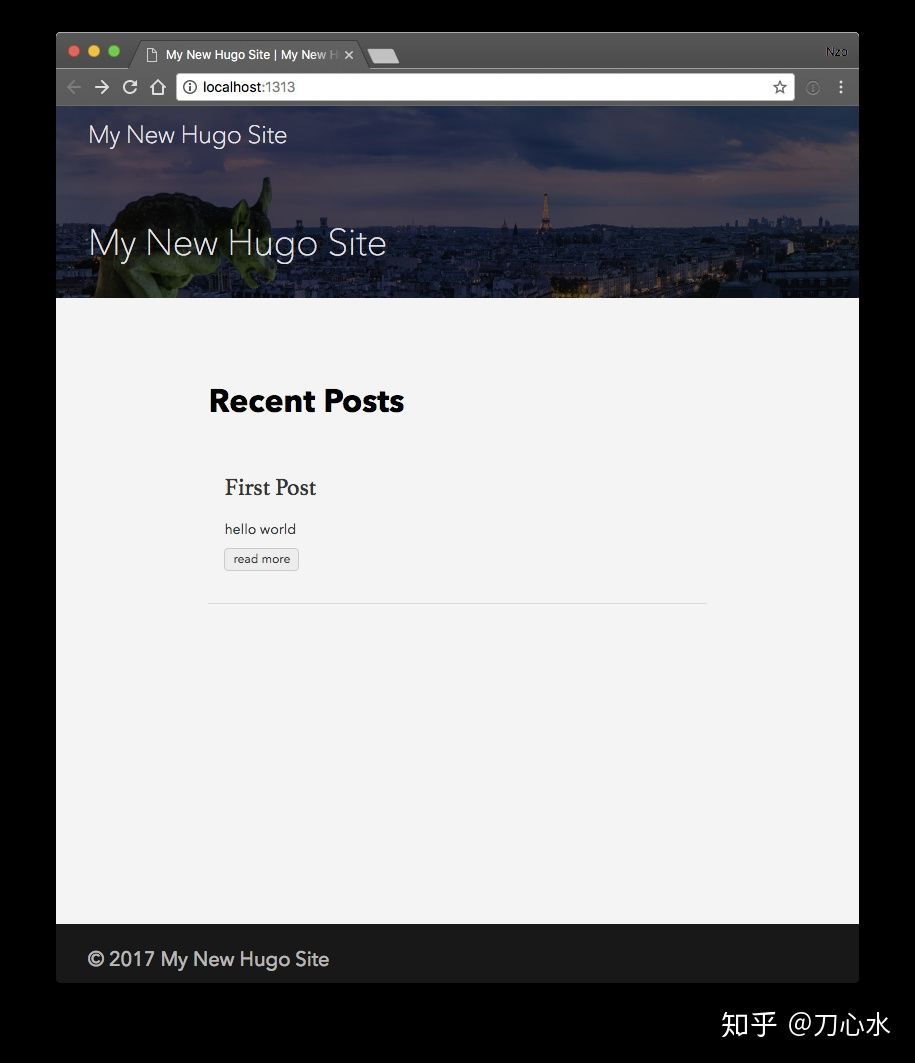 My New Hugo Site | My New H
Nzo
localhost:1313
My New Hugo Site
My New Hugo Site
Recent Posts
First Post
hello world
read more
© 2017 My New Hugo Site
知乎 @刀心水